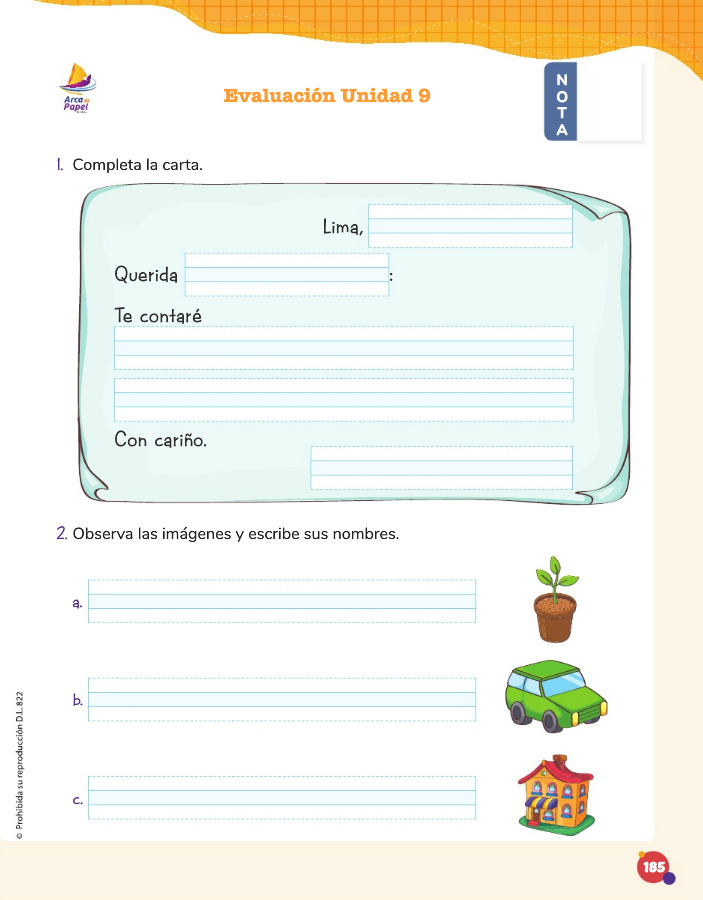 Arca de
Papel
Evaluación Unidad 9
NOTA
1. Completa la carta.
Lima,
Querida :
Te contaré
Con cariño.
2. Observa las imágenes y escribe sus nombres.
a.
b.
c.
© Prohibida su reproducción D.L. 822
185